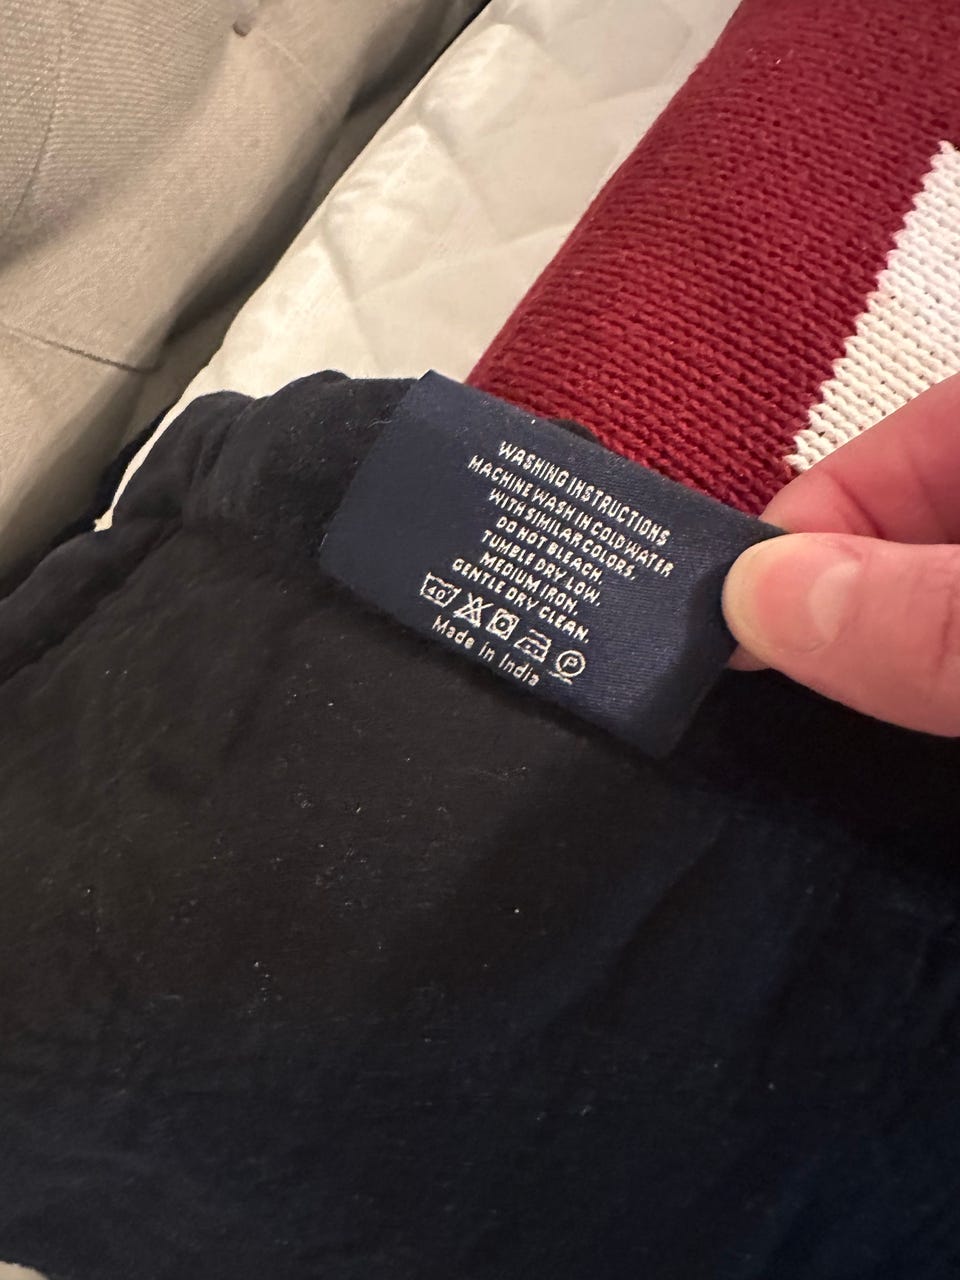 WASHING INSTRUCTIONS
MACHINE WASH IN COLD WATER
WITH SIMILAR COLORS.
DO NOT BLEACH.
TUMBLE DRY LOW.
MEDIUM IRON.
GENTLE DRY CLEAN.
40° P
Made in India